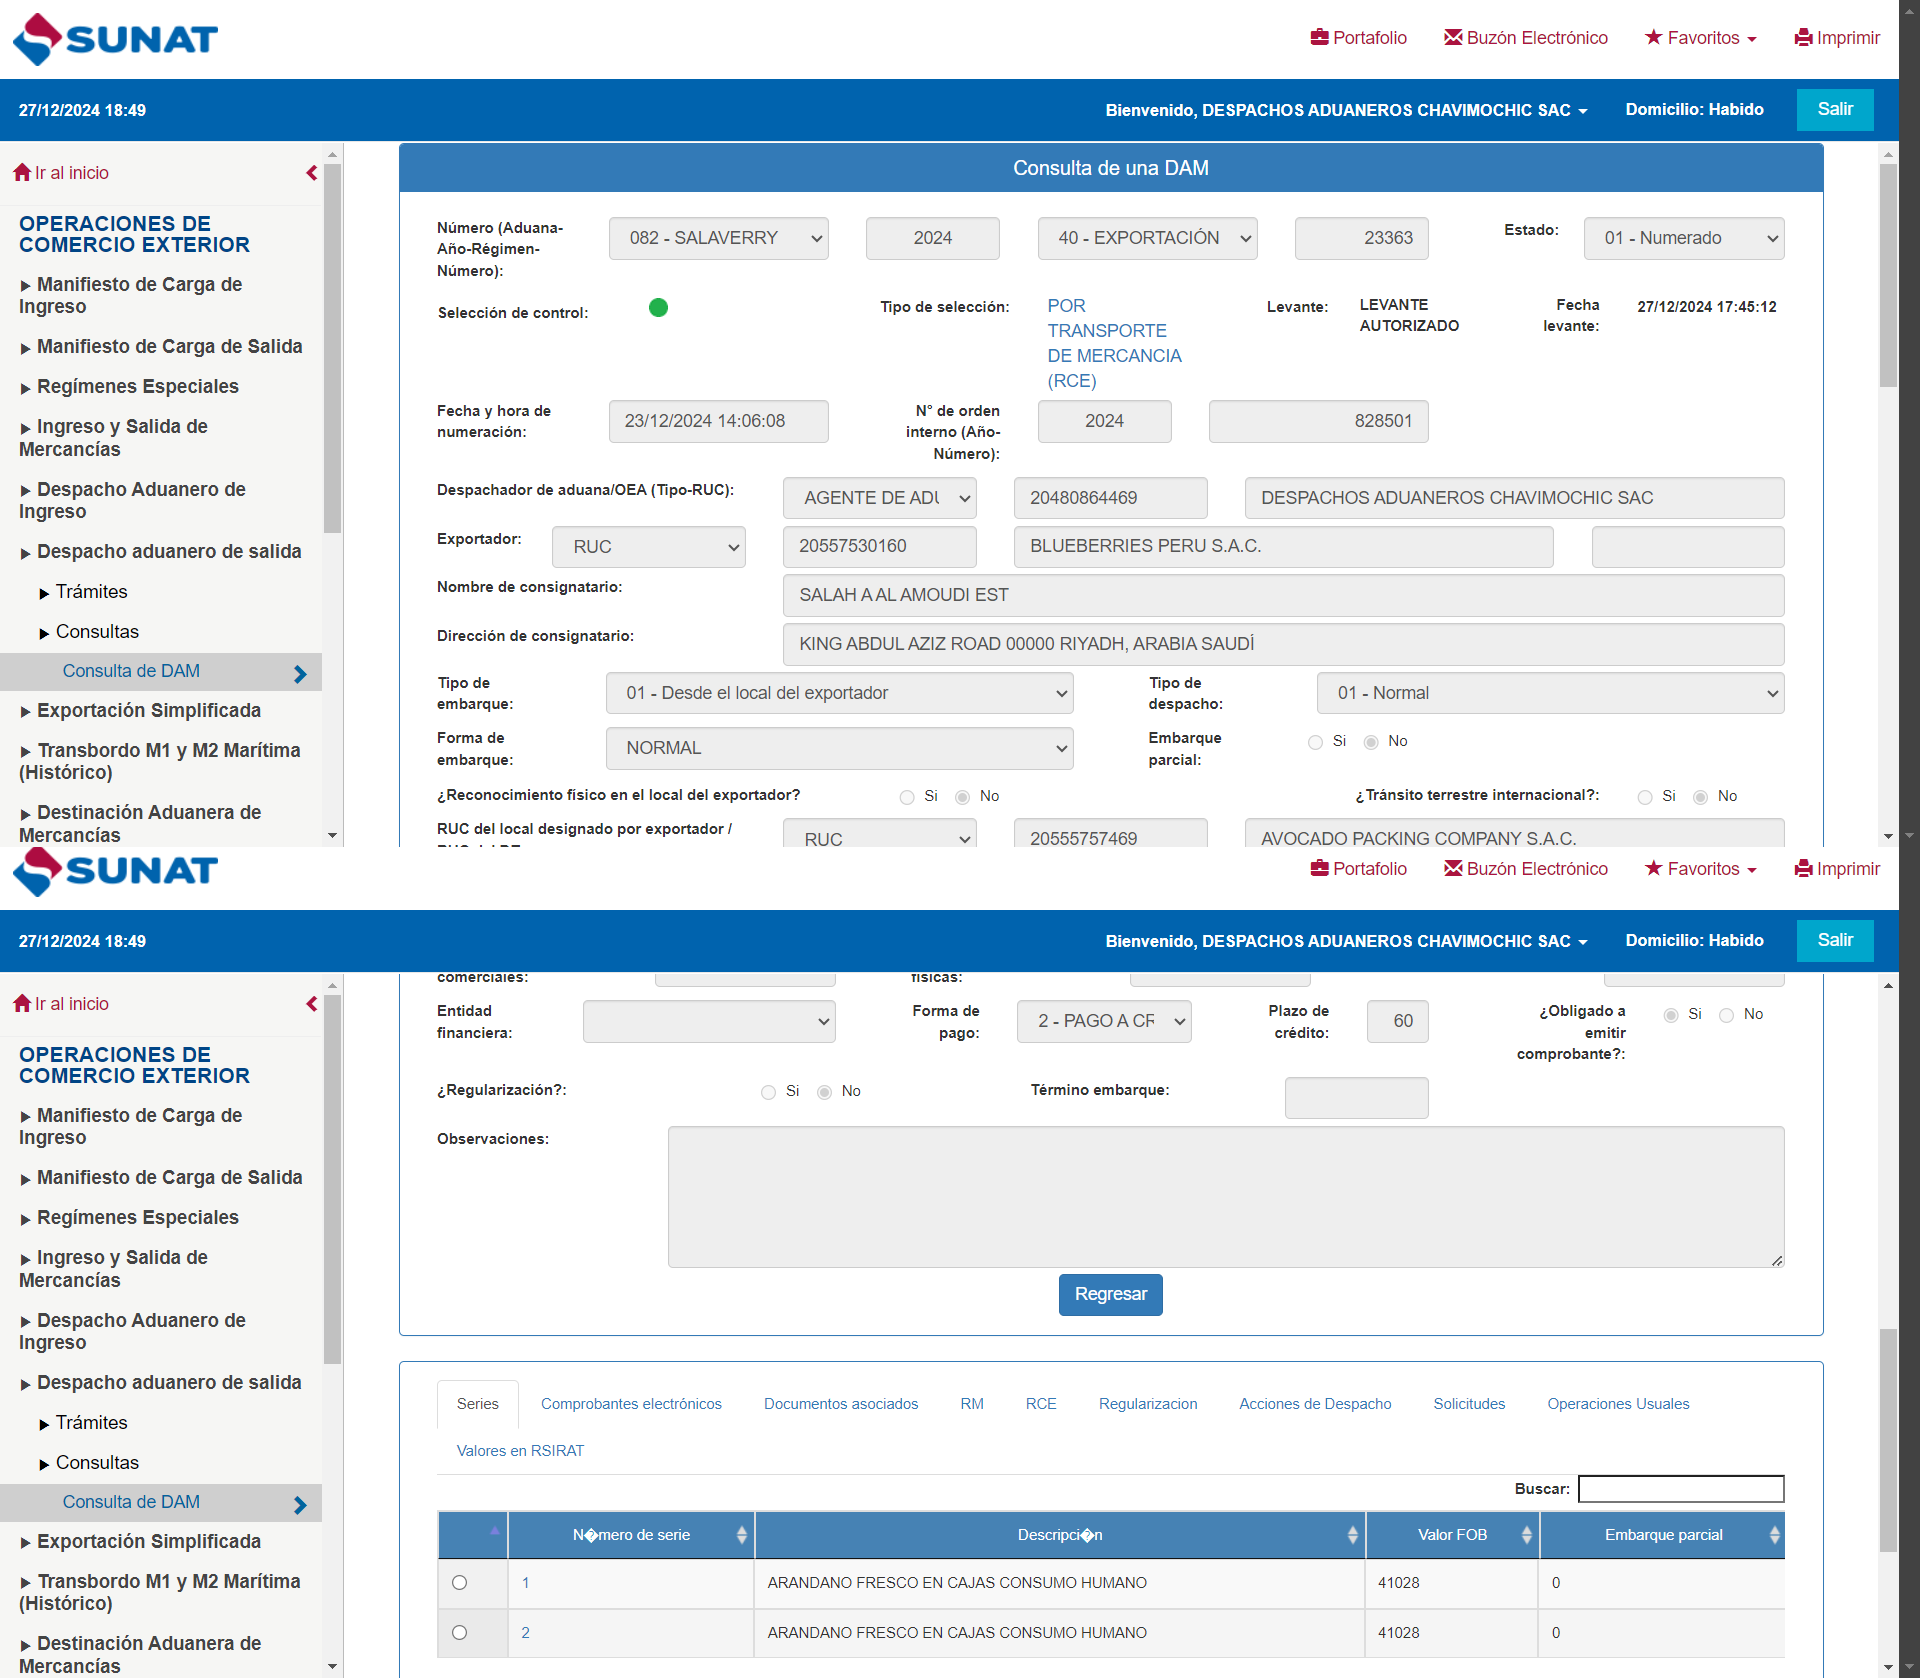 SUNAT
Portafolio Buzón Electrónico Favoritos Imprimir
27/12/2024 18:49 Bienvenido, DESPACHOS ADUANEROS CHAVIMOCHIC SAC Domicilio: Habido Salir
Ir al inicio
OPERACIONES DE
COMERCIO EXTERIOR
Manifiesto de Carga de
Ingreso
Manifiesto de Carga de Salida
Regímenes Especiales
Ingreso y Salida de
Mercancías
Despacho Aduanero de
Ingreso
Despacho aduanero de salida
Trámites
Consultas
Consulta de DAM
Exportación Simplificada
Transbordo M1 y M2 Marítima
(Histórico)
Destinación Aduanera de
Mercancías
Consulta de una DAM
Número (Aduana-
Año-Régimen-
Número):
082 - SALAVERRY 2024 40 - EXPORTACIÓN 23363 Estado: 01 - Numerado
Selección de control: Tipo de selección:
POR
TRANSPORTE
DE MERCANCIA
(RCE)
Levante:
LEVANTE
AUTORIZADO
Fecha
levante:
27/12/2024 17:45:12
Fecha y hora de
numeración:
23/12/2024 14:06:08
N° de orden
interno (Año-
Número):
2024 828501
Despachador de aduana/OEA (Tipo-RUC): AGENTE DE ADU 20480864469 DESPACHOS ADUANEROS CHAVIMOCHIC SAC
Exportador: RUC 20557530160 BLUEBERRIES PERU S.A.C.
Nombre de consignatario: SALAH A AL AMOUDI EST
Dirección de consignatario: KING ABDUL AZIZ ROAD 00000 RIYADH, ARABIA SAUDÍ
Tipo de
embarque:
01 - Desde el local del exportador
Tipo de
despacho:
01 - Normal
Forma de
embarque:
NORMAL
Embarque
parcial:
Si No
¿Reconocimiento físico en el local del exportador? Si No ¿Tránsito terrestre internacional?: Si No
RUC del local designado por exportador /
RUC 20555757469 AVOCADO PACKING COMPANY S.A.C.
SUNAT
Portafolio Buzón Electrónico Favoritos Imprimir
27/12/2024 18:49 Bienvenido, DESPACHOS ADUANEROS CHAVIMOCHIC SAC Domicilio: Habido Salir
Ir al inicio
OPERACIONES DE
COMERCIO EXTERIOR
Manifiesto de Carga de
Ingreso
Manifiesto de Carga de Salida
Regímenes Especiales
Ingreso y Salida de
Mercancías
Despacho Aduanero de
Ingreso
Despacho aduanero de salida
Trámites
Consultas
Consulta de DAM
Exportación Simplificada
Transbordo M1 y M2 Marítima
(Histórico)
Destinación Aduanera de
Mercancías
comerciales: físicas:
Entidad
financiera:
Forma de
pago:
2 - PAGO A CR
Plazo de
crédito:
60
¿Obligado a
emitir
comprobante?:
Si No
¿Regularización?: Si No Término embarque:
Observaciones:
Regresar
Series Comprobantes electrónicos Documentos asociados RM RCE Regularizacion Acciones de Despacho Solicitudes Operaciones Usuales
Valores en RSIRAT
Buscar:
N�mero de serie Descripci�n Valor FOB Embarque parcial
1 ARANDANO FRESCO EN CAJAS CONSUMO HUMANO 41028 0
2 ARANDANO FRESCO EN CAJAS CONSUMO HUMANO 41028 0